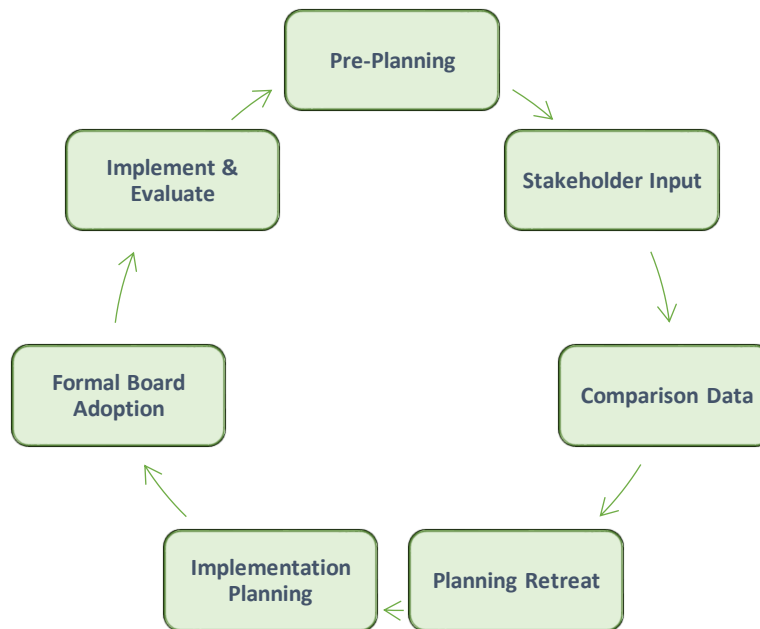 Pre-Planning
Stakeholder Input
Comparison Data
Planning Retreat
Implementation
Planning
Formal Board
Adoption
Implement &
Evaluate